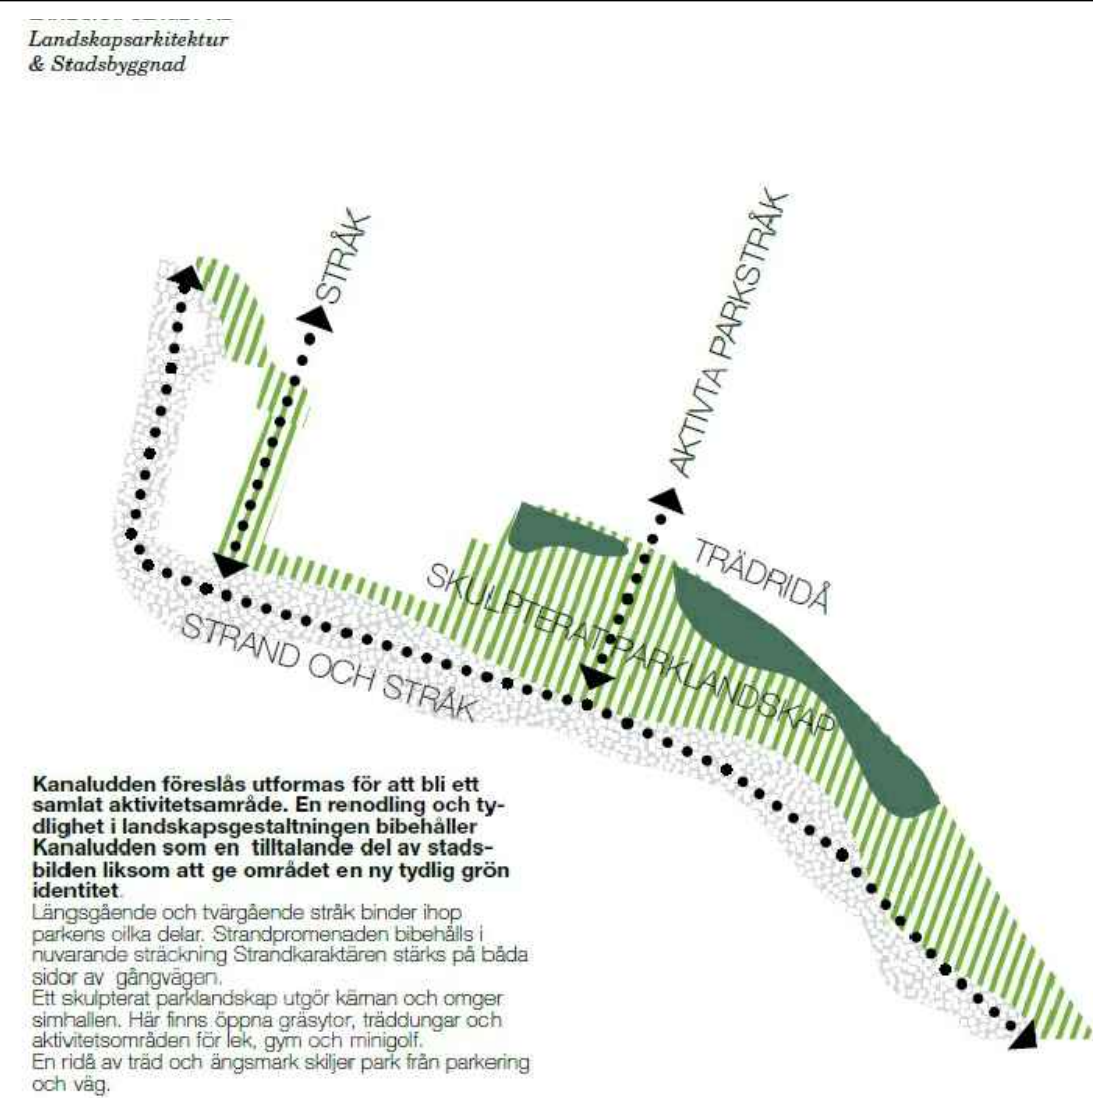 Landskapsarkitektur
& Stadsbyggnad
STRÅK
AKTIVTA PARKSTRÅK
TRÄDRIDÅ
SKULPTERAT PARKLANDSKAP
STRAND OCH STRÅK
Kanaludden föreslås utformas för att bli ett
samlat aktivitetsamråde. En renodling och ty-
dlighet i landskapsgestaltningen bibehåller
Kanaludden som en tilltalande del av stads-
bilden liksom att ge området en ny tydlig grön
identitet.
Längsgående och tvärgående stråk binder ihop
parkens oilka delar. Strandpromenaden bibehålls i
nuvarande sträckning Strandkaraktären stärks på båda
sidor av gångvägen.
Ett skulpterat parklandskap utgör kärnan och omger
simhallen. Här finns öppna gräsytor, träddungar och
aktivitetsområden för lek, gym och minigolf.
En ridå av träd och ängsmark skiljer park från parkering
och väg.